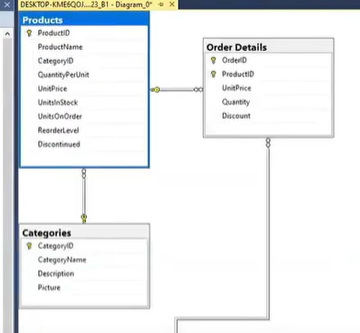 DESKTOP-KME6QOJ....23_B1 - Diagram_0*
Products
ProductID
ProductName
CategoryID
QuantityPerUnit
UnitPrice
UnitsInStock
UnitsOnOrder
ReorderLevel
Discontinued
Order Details
OrderID
ProductID
UnitPrice
Quantity
Discount
Categories
CategoryID
CategoryName
Description
Picture